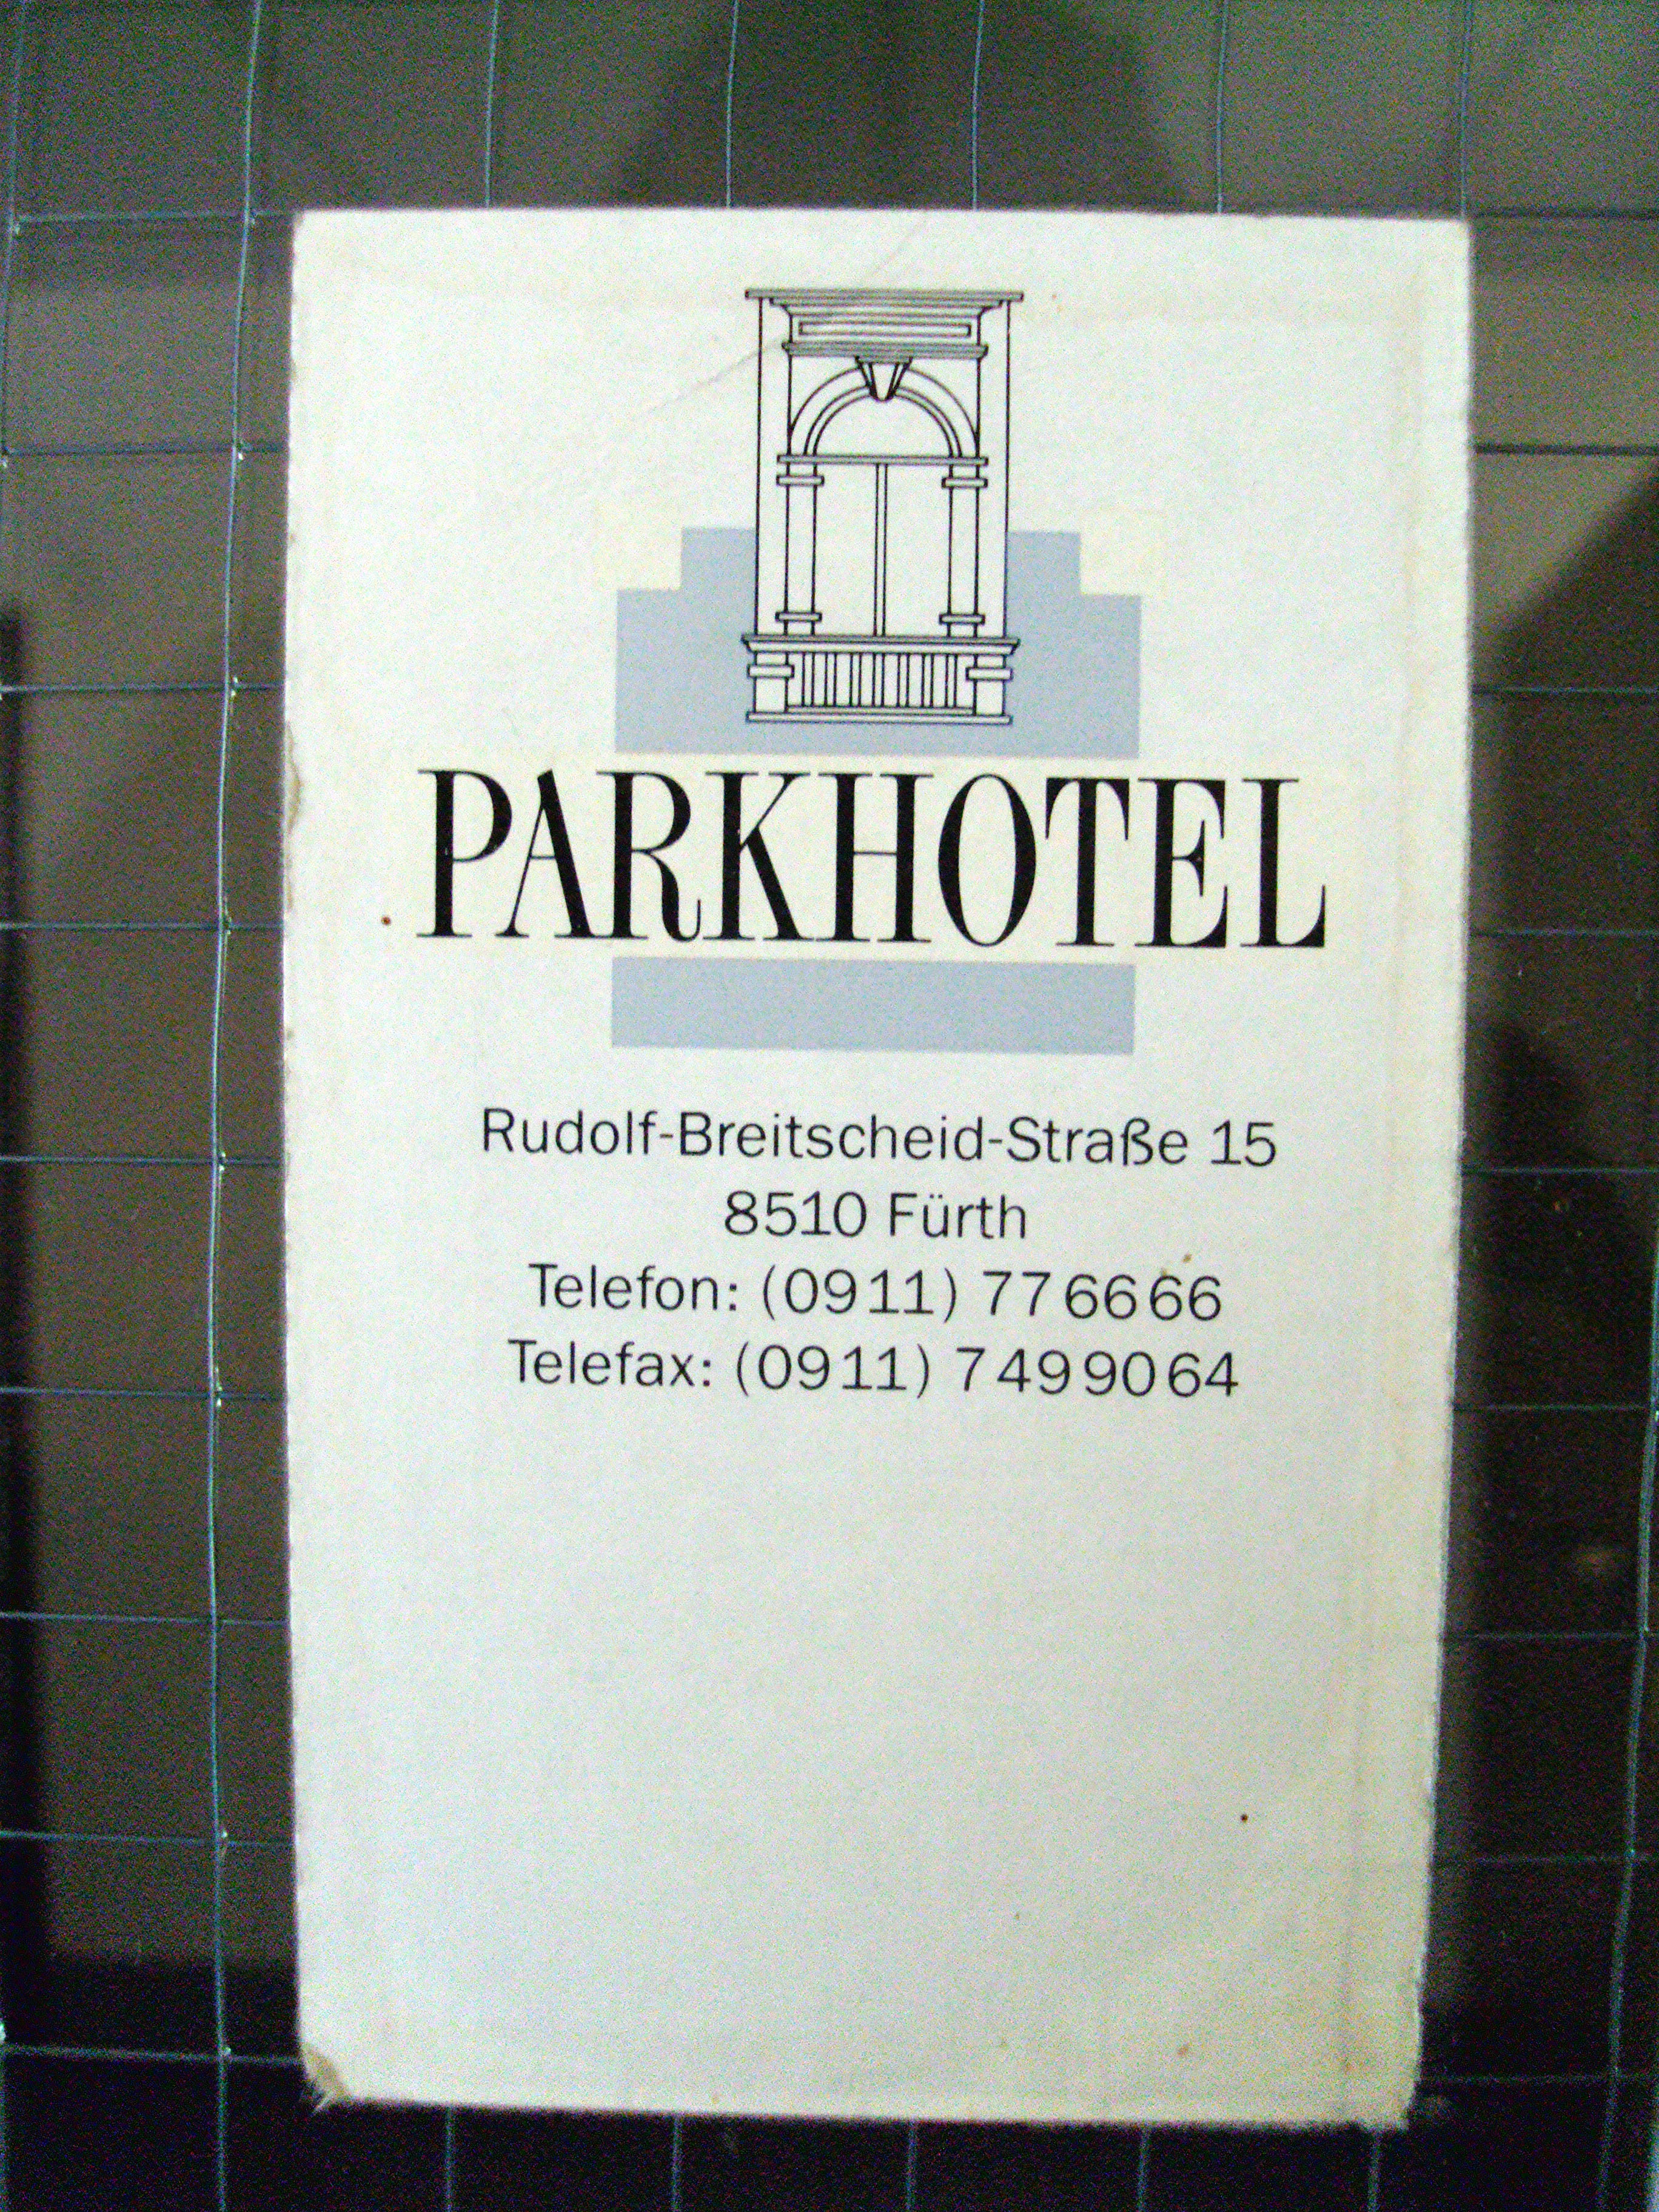 PARKHOTEL
Rudolf-Breitscheid-Straße 15
8510 Fürth
Telefon: (0911) 776666
Telefax: (0911) 7499064